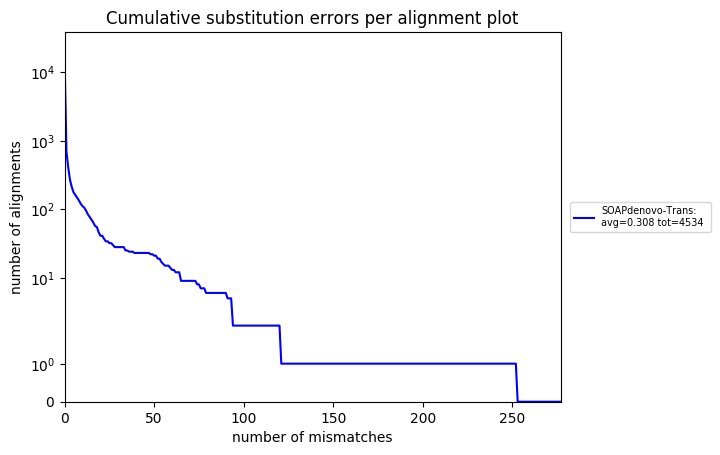 Cumulative substitution errors per alignment plot
number of alignments
10^4
10^3
10^2
10^1
10^0
0
0 50 100 150 200 250
number of mismatches
SOAPdenovo-Trans:
avg=0.308 tot=4534